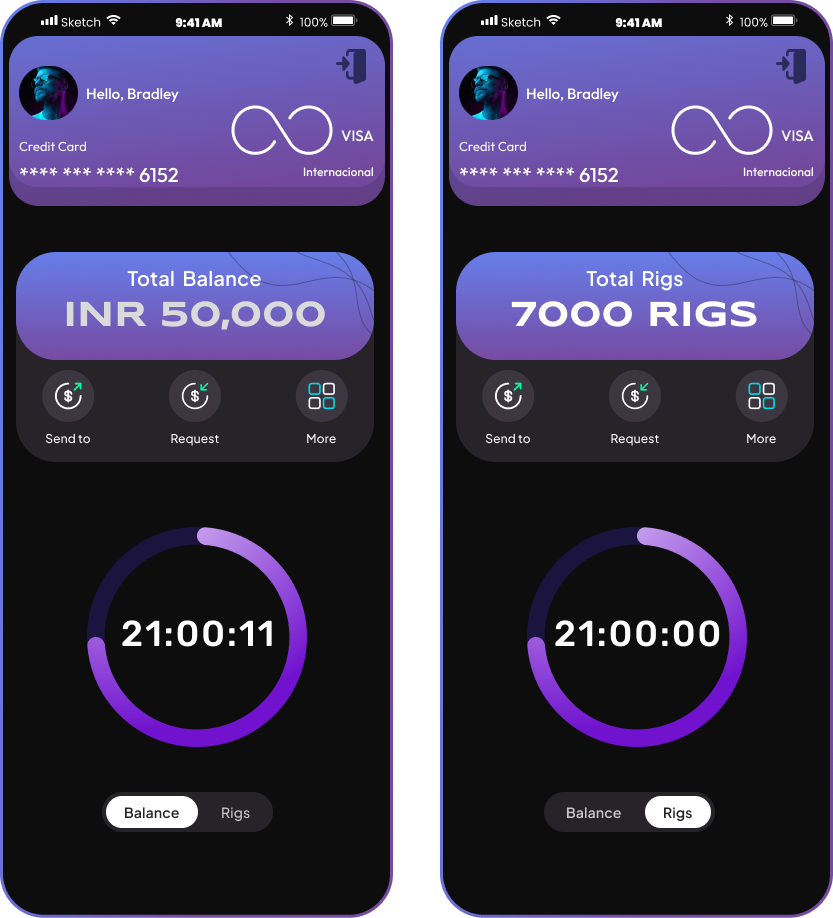 Sketch 9:41 AM 100%
Hello, Bradley
VISA
Credit Card
**** *** **** 6152
Internacional
Total Balance
INR 50,000
Send to Request More
21:00:11
Balance Rigs
Sketch 9:41 AM 100%
Hello, Bradley
VISA
Credit Card
**** *** **** 6152
Internacional
Total Rigs
7000 RIGS
Send to Request More
21:00:00
Balance Rigs